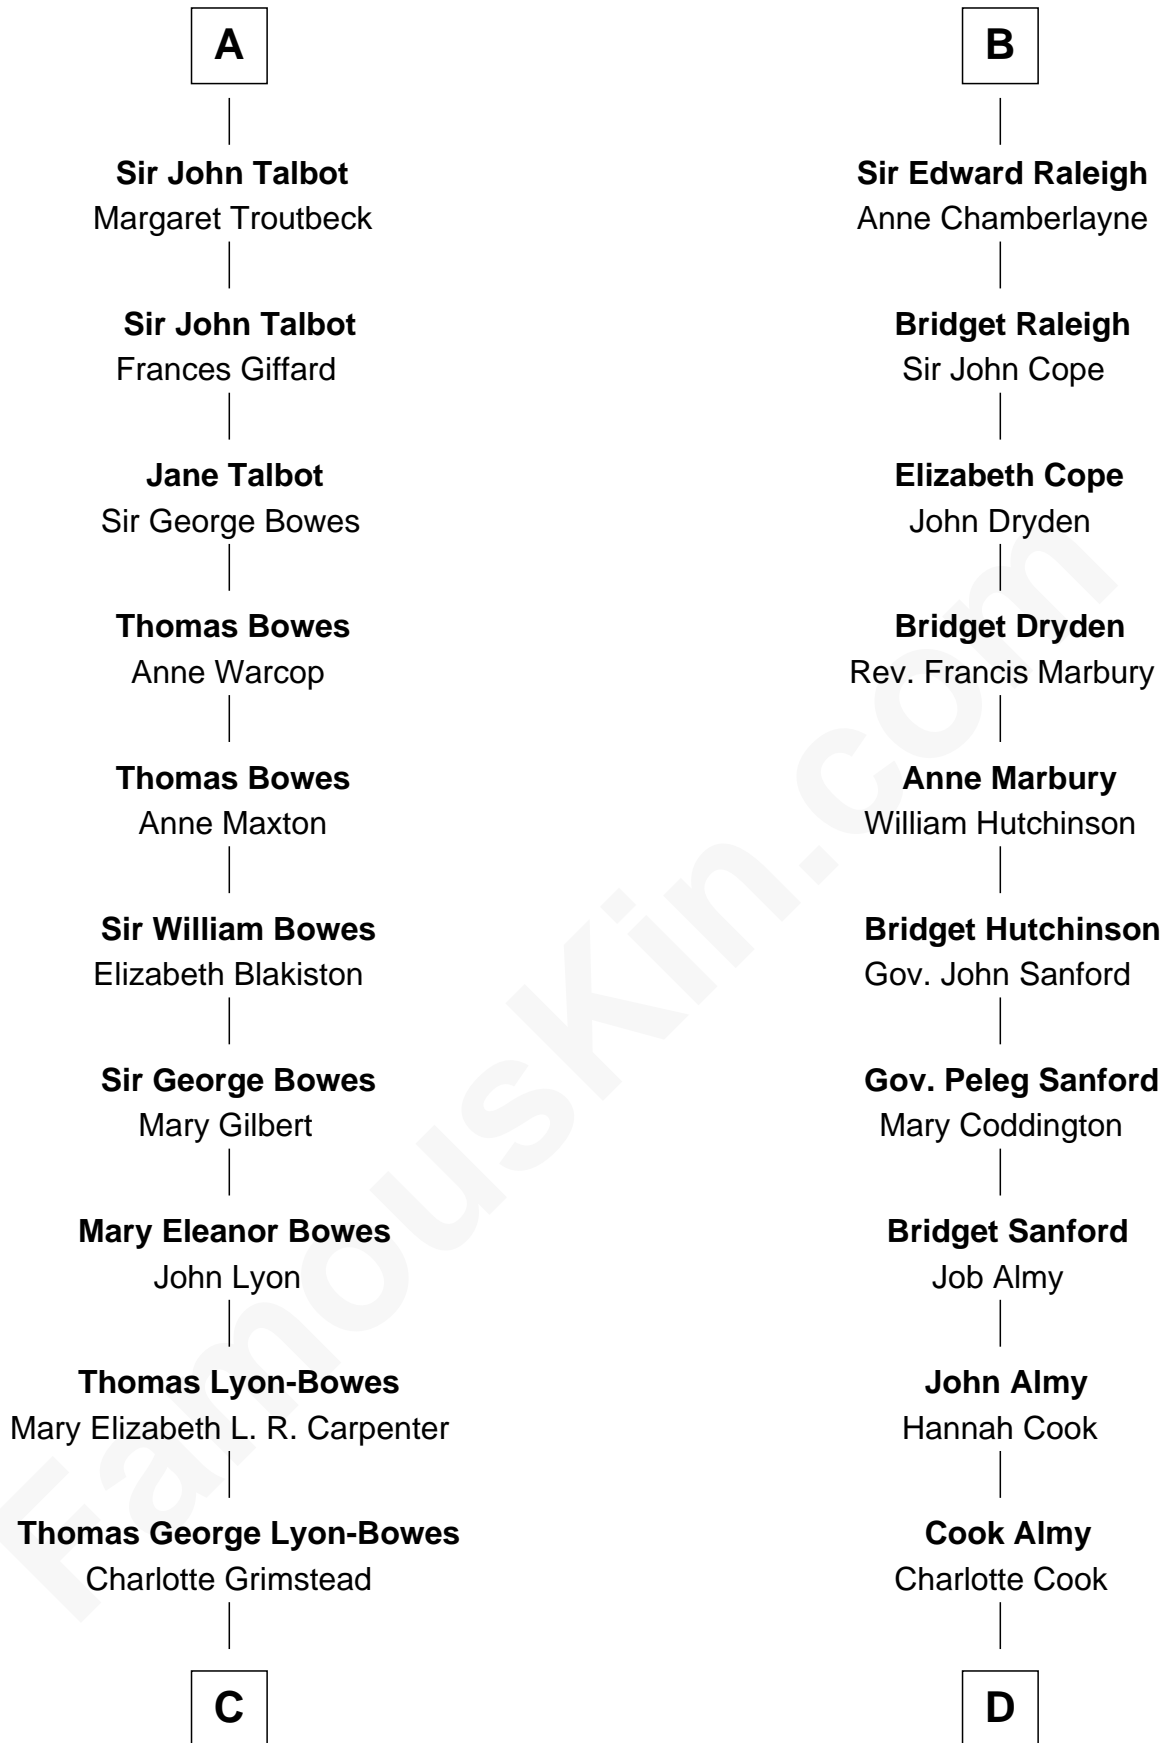 A
Sir John Talbot
Margaret Troutbeck
Sir John Talbot
Frances Giffard
Jane Talbot
Sir George Bowes
Thomas Bowes
Anne Warcop
Thomas Bowes
Anne Maxton
Sir William Bowes
Elizabeth Blakiston
Sir George Bowes
Mary Gilbert
Mary Eleanor Bowes
John Lyon
Thomas Lyon-Bowes
Mary Elizabeth L. R. Carpenter
Thomas George Lyon-Bowes
Charlotte Grimstead
C
B
Sir Edward Raleigh
Anne Chamberlayne
Bridget Raleigh
Sir John Cope
Elizabeth Cope
John Dryden
Bridget Dryden
Rev. Francis Marbury
Anne Marbury
William Hutchinson
Bridget Hutchinson
Gov. John Sanford
Gov. Peleg Sanford
Mary Coddington
Bridget Sanford
Job Almy
John Almy
Hannah Cook
Cook Almy
Charlotte Cook
D
FamousKin.com